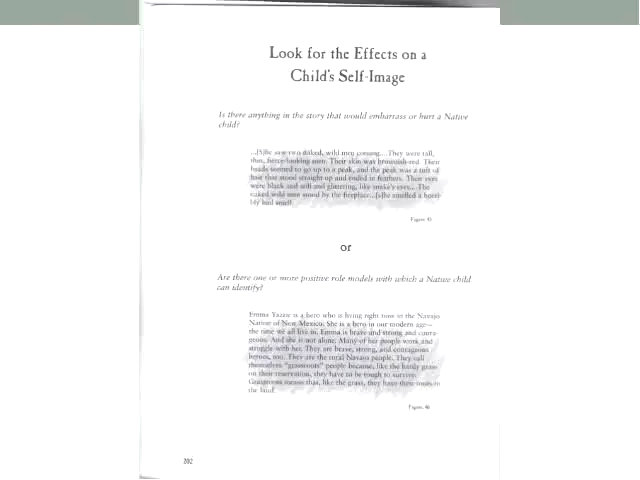 Look for the Effects on a
Child's Self-Image
Is there anything in the story that would embarrass or hurt a Native
child?
...[S]he saw two naked, wild men coming.... They were tall,
thin, fierce-looking men. Their skin was brownish-red. Their
heads seemed to go up to a peak, and the peak was a tuft of
hair that stood straight up and ended in feathers. Their eyes
were black and still and glittering, like snake's eyes....The
naked wild men stood by the fireplace...[s]he smelled a horri-
bly bad smell.
Figure 45
or
Are there one or more positive role models with which a Native child
can identify?
Emma Yazzie is a hero who is living right now in the Navajo
Nation of New Mexico. She is a hero in our modern age—
the time we all live in. Emma is brave and strong and coura-
geous. And she is not alone. Many of her people work and
struggle with her. They are brave, strong, and courageous
heroes, too. They are the rural Navajo people. They call
themselves "grassroots" people because, like the hardy grass
on their reservation, they have to be tough to survive.
Grassroots means that, like the grass, they have their roots in
the land.
Figure 46
202